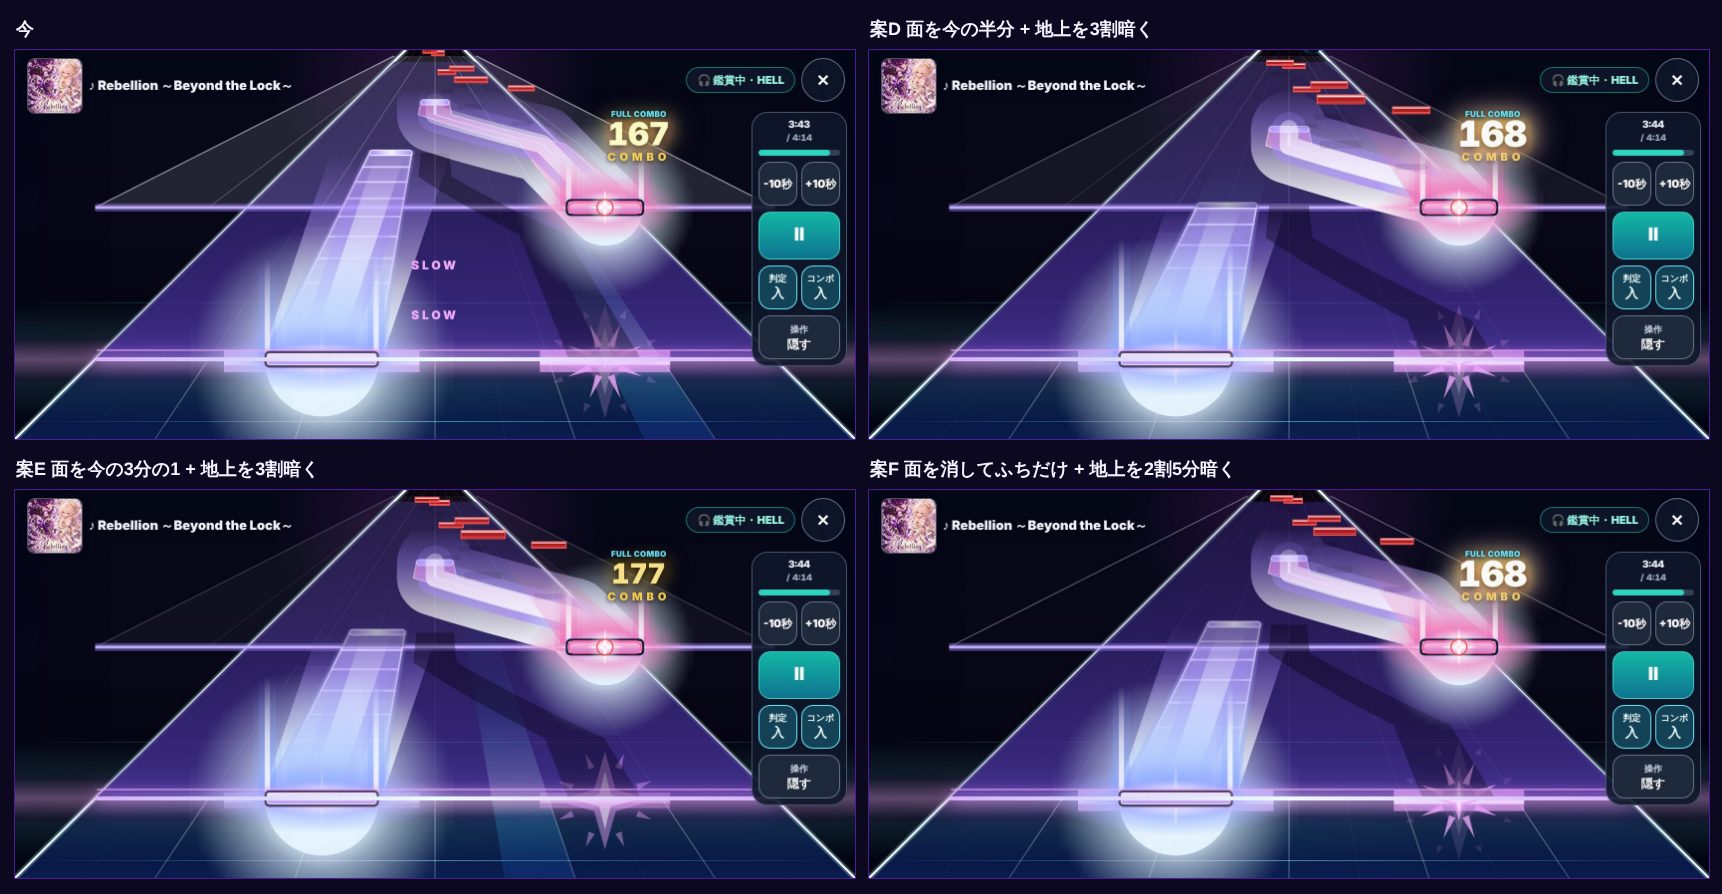 今
♪ Rebellion ～Beyond the Lock～
🎧 鑑賞中・HELL
×
FULL COMBO
167
COMBO
3:43
/ 4:14
-10秒 +10秒
判定 コンボ
入 入
操作
隠す
SLOW
SLOW
案D 面を今の半分 + 地上を3割暗く
♪ Rebellion ～Beyond the Lock～
🎧 鑑賞中・HELL
×
FULL COMBO
168
COMBO
3:44
/ 4:14
-10秒 +10秒
判定 コンボ
入 入
操作
隠す
案E 面を今の3分の1 + 地上を3割暗く
♪ Rebellion ～Beyond the Lock～
🎧 鑑賞中・HELL
×
FULL COMBO
177
COMBO
3:44
/ 4:14
-10秒 +10秒
判定 コンボ
入 入
操作
隠す
案F 面を消してふちだけ + 地上を2割5分暗く
♪ Rebellion ～Beyond the Lock～
🎧 鑑賞中・HELL
×
FULL COMBO
168
COMBO
3:44
/ 4:14
-10秒 +10秒
判定 コンボ
入 入
操作
隠す